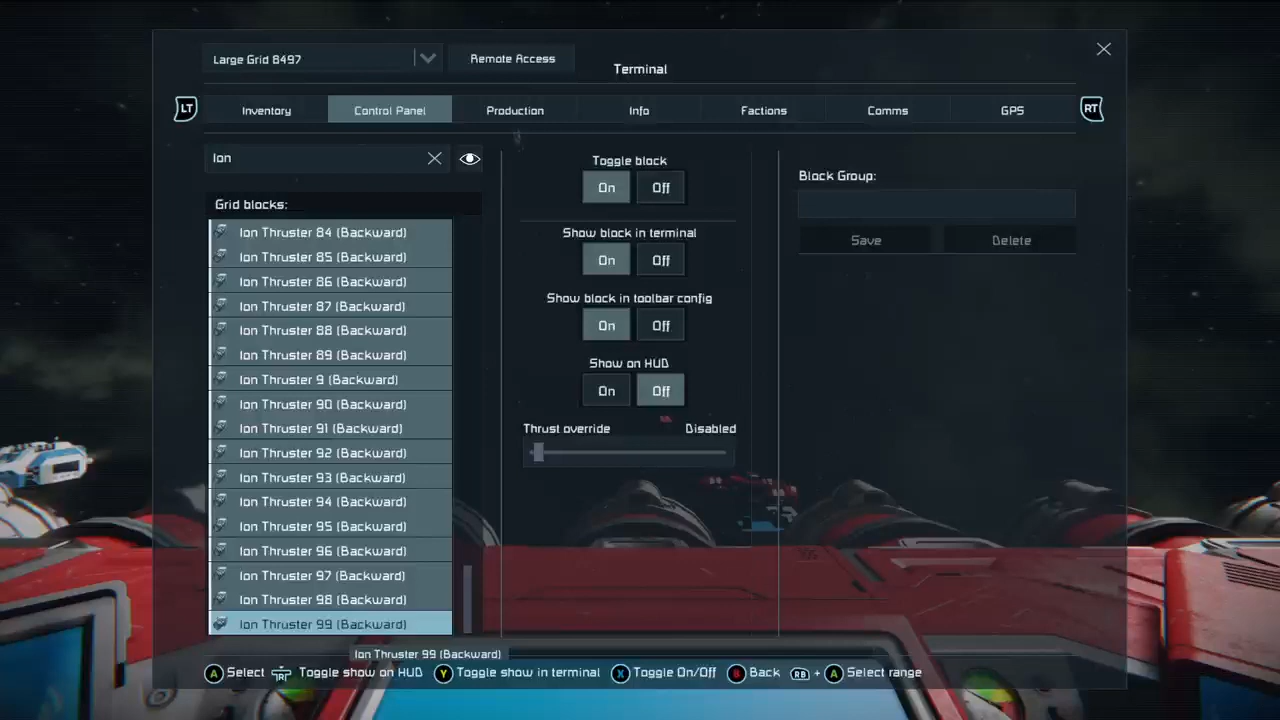 Large Grid 8497
Remote Access
Terminal
LT
Inventory
Control Panel
Production
Info
Factions
Comms
GPS
RT
Ion
Grid blocks:
Ion Thruster 84 (Backward)
Ion Thruster 85 (Backward)
Ion Thruster 86 (Backward)
Ion Thruster 87 (Backward)
Ion Thruster 88 (Backward)
Ion Thruster 89 (Backward)
Ion Thruster 9 (Backward)
Ion Thruster 90 (Backward)
Ion Thruster 91 (Backward)
Ion Thruster 92 (Backward)
Ion Thruster 93 (Backward)
Ion Thruster 94 (Backward)
Ion Thruster 95 (Backward)
Ion Thruster 96 (Backward)
Ion Thruster 97 (Backward)
Ion Thruster 98 (Backward)
Ion Thruster 99 (Backward)
Toggle block
On Off
Show block in terminal
On Off
Show block in toolbar config
On Off
Show on HUD
On Off
Thrust override Disabled
Block Group:
Save Delete
Ion Thruster 99 (Backward)
A Select Toggle show on HUD Y Toggle show in terminal X Toggle On/Off B Back RB + A Select range